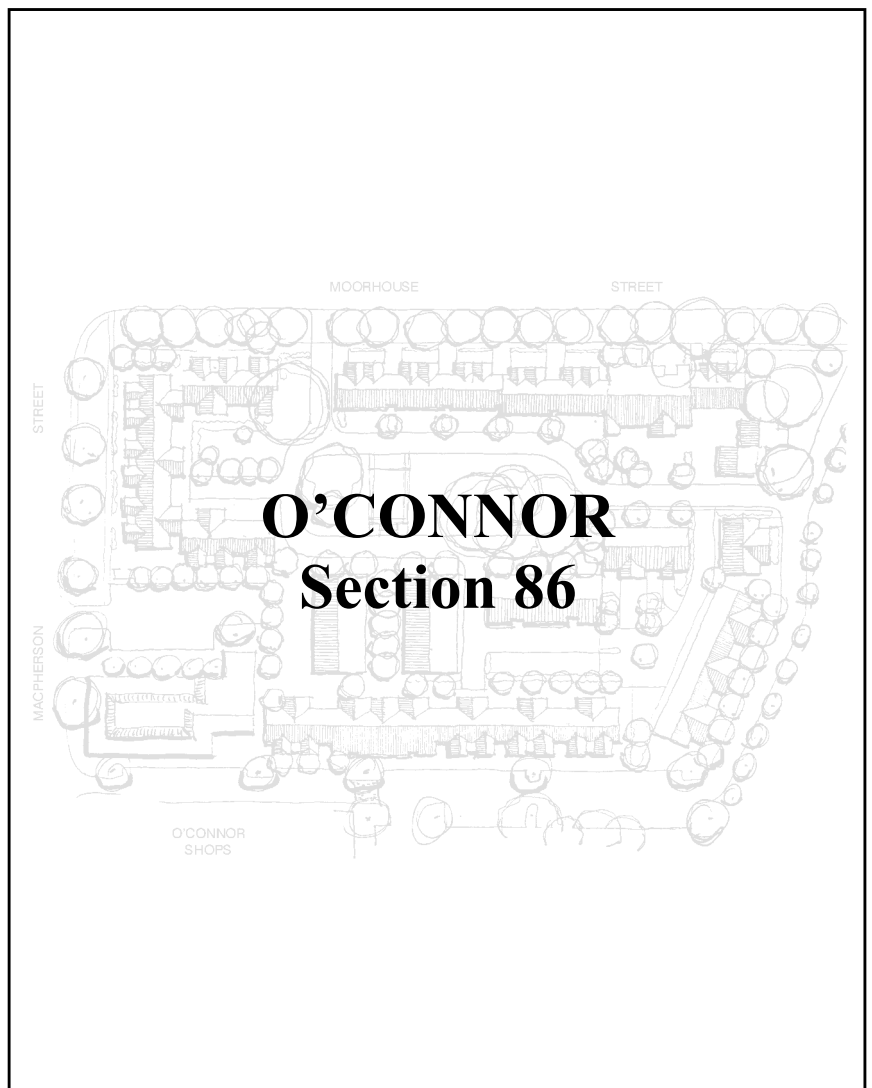 MOORHOUSE STREET
STREET
O’CONNOR
Section 86
MACPHERSON
O'CONNOR
SHOPS